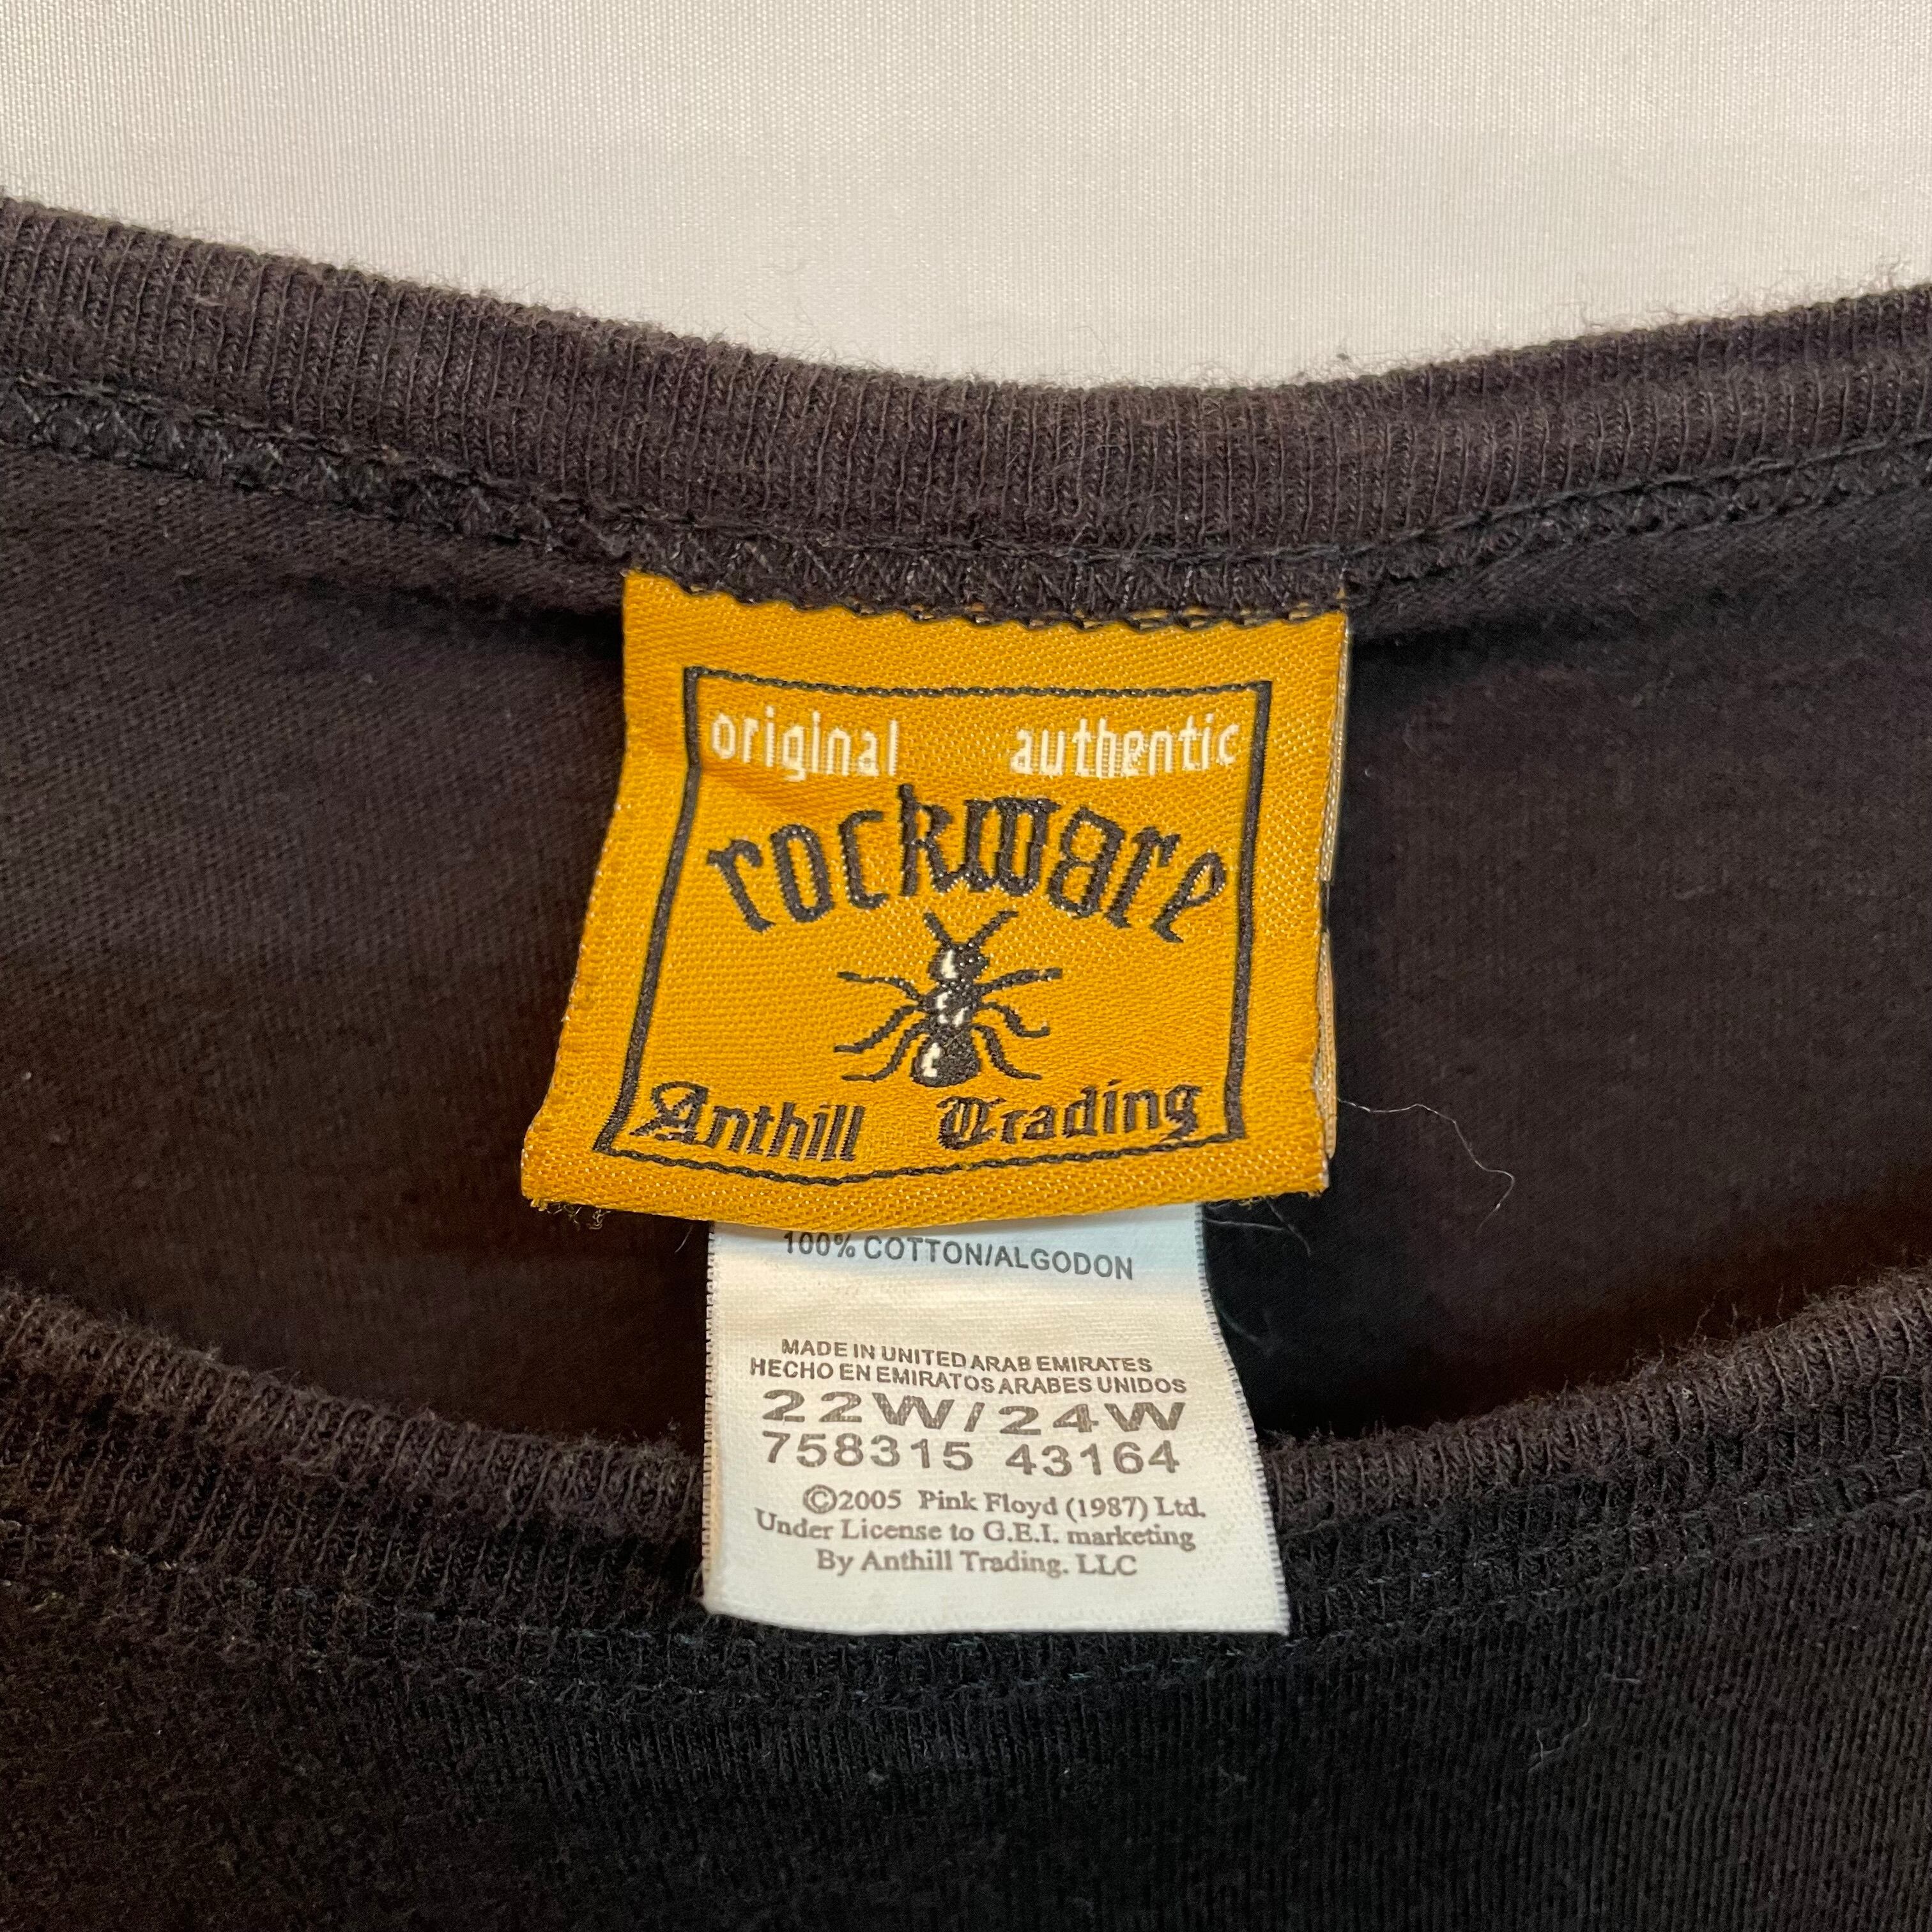 original authentic
rockware
Anthill Trading
100% COTTON/ALGODON
MADE IN UNITED ARAB EMIRATES
HECHO EN EMIRATOS ARABES UNIDOS
22W/24W
758315 43164
©2005 Pink Floyd (1987) Ltd.
Under License to G.E.I. marketing
By Anthill Trading. LLC